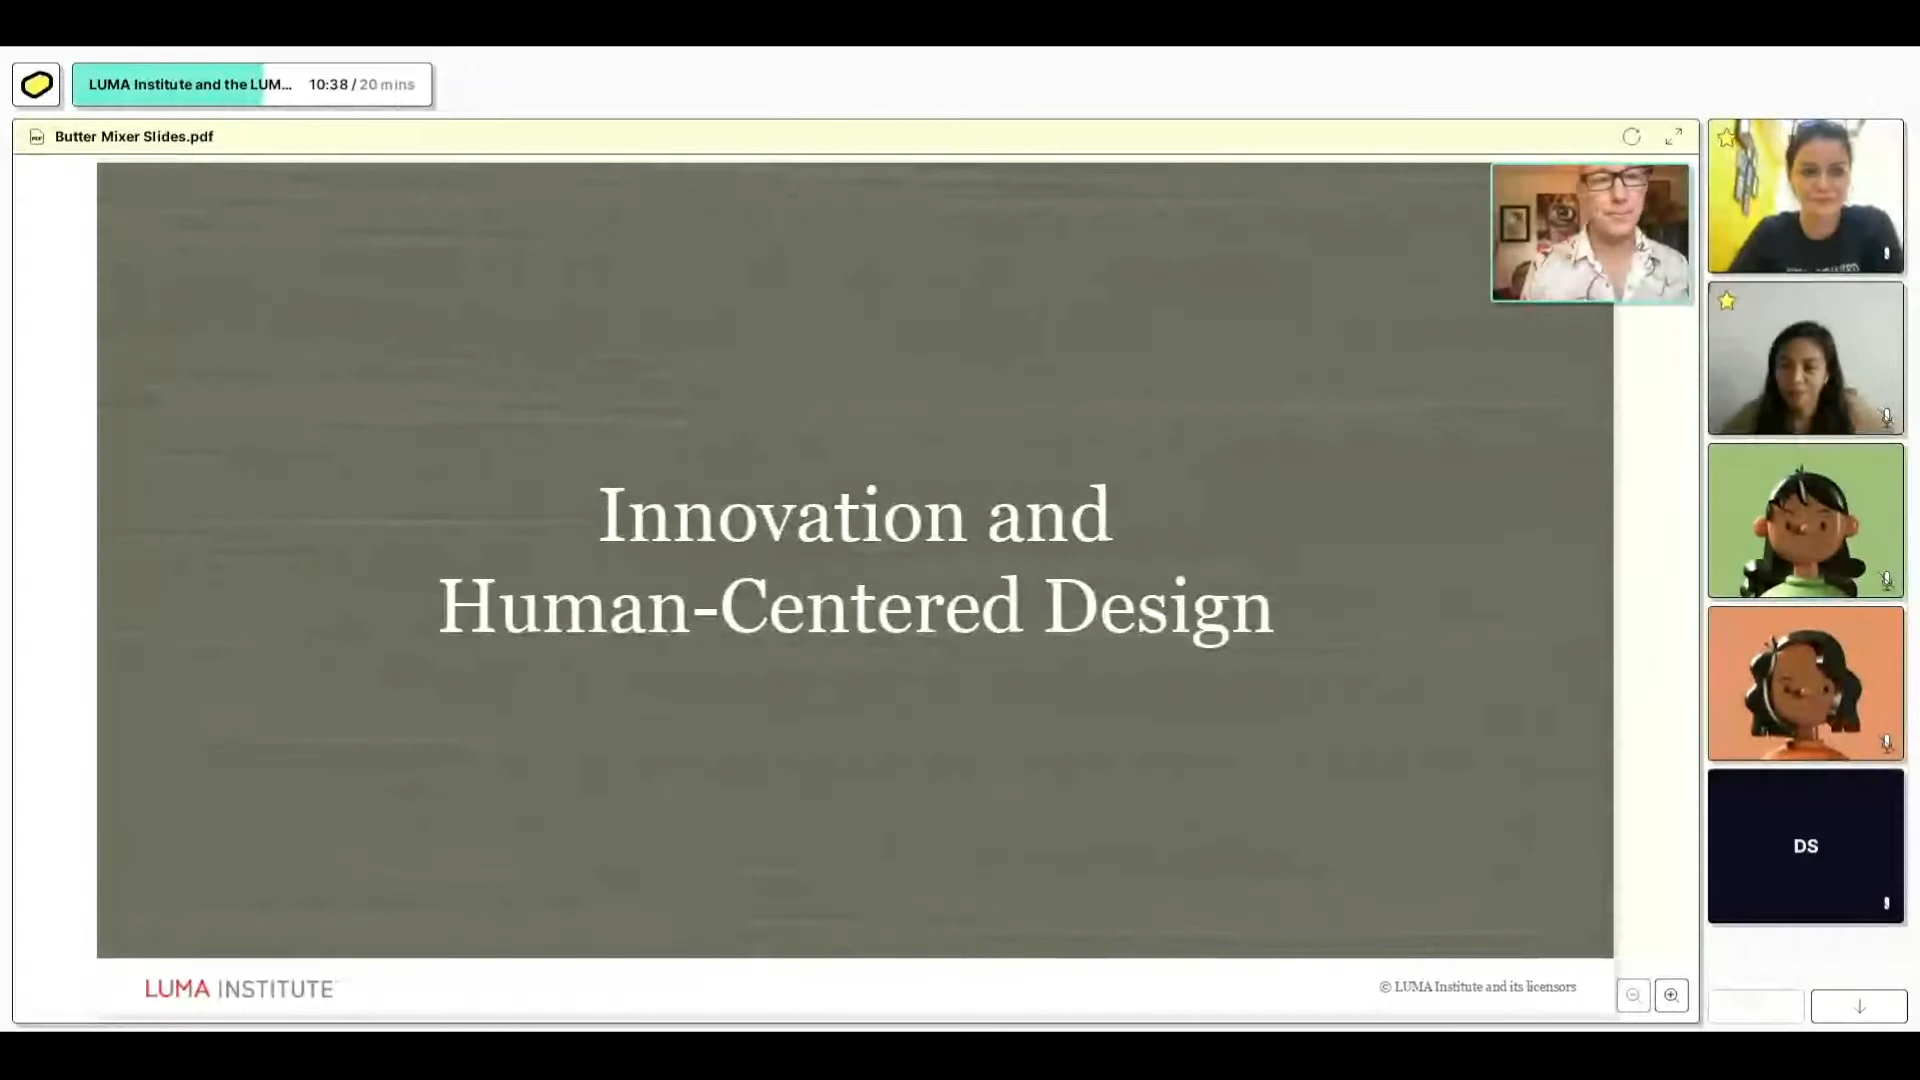 LUMA Institute and the LUM... 10:38 / 20 mins
Butter Mixer Slides.pdf
Innovation and
Human-Centered Design
DS
LUMA INSTITUTE
© LUMA Institute and its licensors